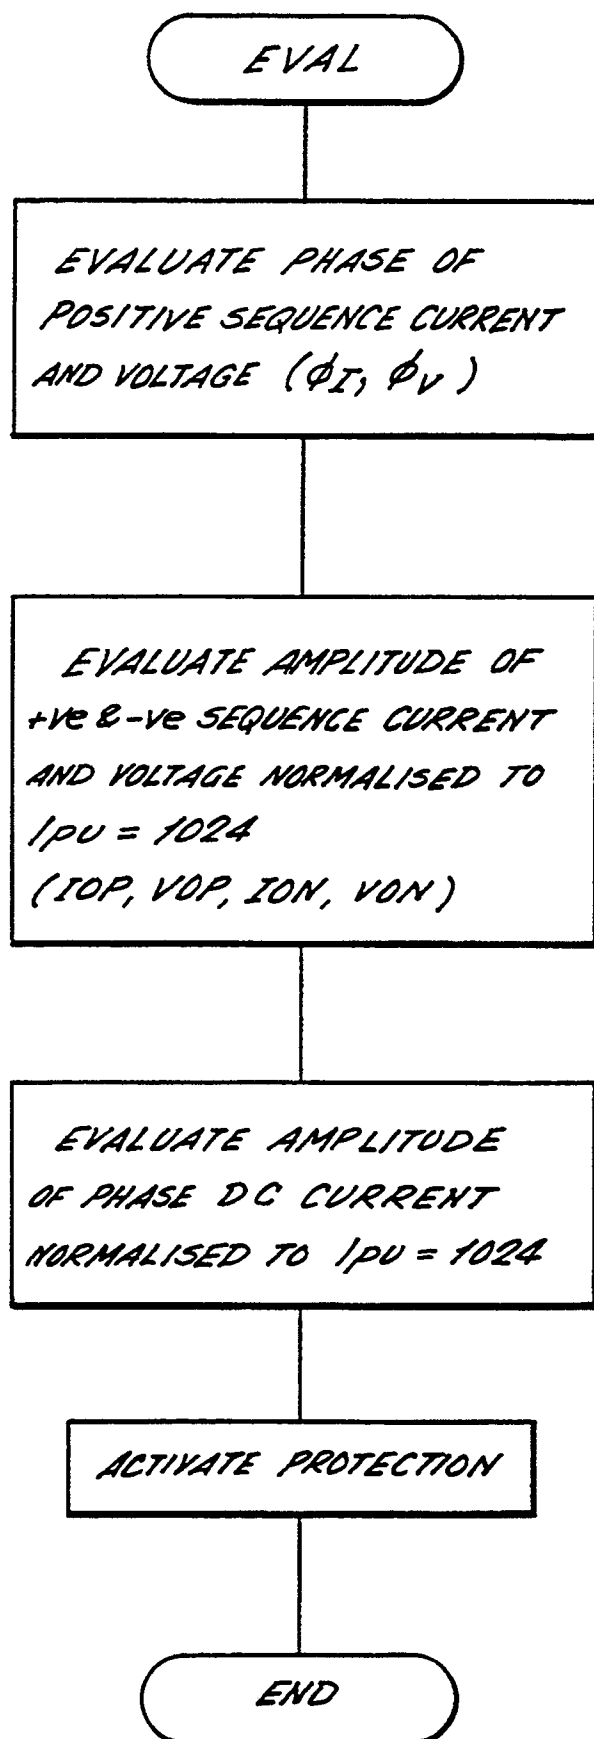 EVAL
EVALUATE PHASE OF
POSITIVE SEQUENCE CURRENT
AND VOLTAGE (ϕI, ϕV)
EVALUATE AMPLITUDE OF
+ve & -ve SEQUENCE CURRENT
AND VOLTAGE NORMALISED TO
1pu = 1024
(IOP, VOP, ION, VON)
EVALUATE AMPLITUDE
OF PHASE DC CURRENT
NORMALISED TO 1pu = 1024
ACTIVATE PROTECTION
END